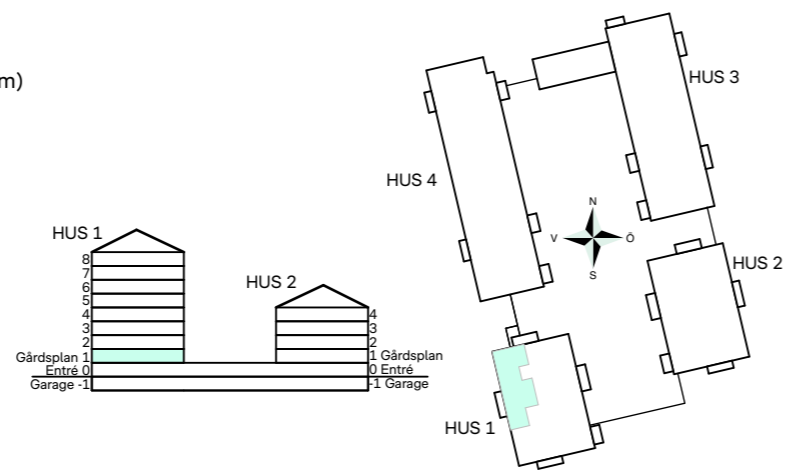 m)
HUS 1
8
7
6
5
4
3
2
Gårdsplan 1
Entré 0
Garage -1
HUS 2
4
3
2
1 Gårdsplan
0 Entré
-1 Garage
HUS 3
HUS 4
N
V Ö
S
HUS 2
HUS 1